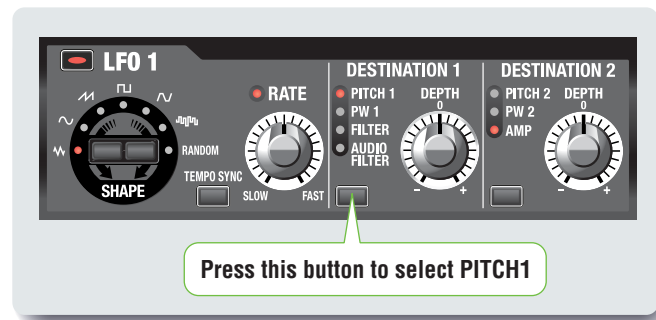 LFO 1
DESTINATION 1
DESTINATION 2
RATE
PITCH 1
DEPTH
PITCH 2
DEPTH
PW 1
0
PW 2
0
FILTER
AMP
AUDIO
FILTER
RANDOM
TEMPO SYNC
SHAPE
SLOW
FAST
–
+
–
+
Press this button to select PITCH1